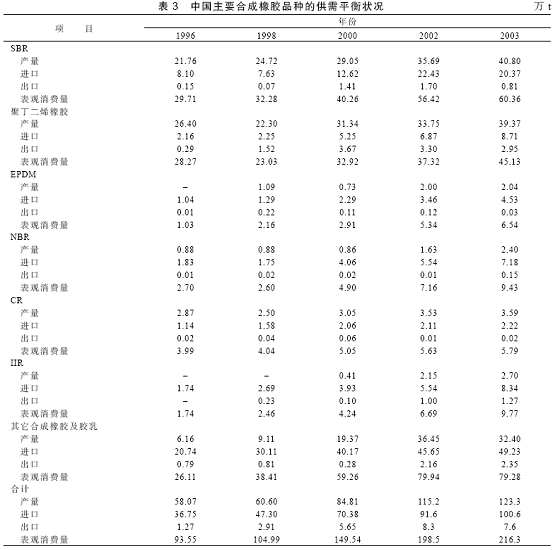 表 3 中国主要合成橡胶品种的供需平衡状况 万 t
项 目 年份
1996 1998 2000 2002 2003
SBR
产量 21.76 24.72 29.05 35.69 40.80
进口 8.10 7.63 12.62 22.43 20.37
出口 0.15 0.07 1.41 1.70 0.81
表观消费量 29.71 32.28 40.26 56.42 60.36
聚丁二烯橡胶
产量 26.40 22.30 31.34 33.75 39.37
进口 2.16 2.25 5.25 6.87 8.71
出口 0.29 1.52 3.67 3.30 2.95
表观消费量 28.27 23.03 32.92 37.32 45.13
EPDM
产量 – 1.09 0.73 2.00 2.04
进口 1.04 1.29 2.29 3.46 4.53
出口 0.01 0.22 0.11 0.12 0.03
表观消费量 1.03 2.16 2.91 5.34 6.54
NBR
产量 0.88 0.88 0.86 1.63 2.40
进口 1.83 1.75 4.06 5.54 7.18
出口 0.01 0.02 0.02 0.01 0.15
表观消费量 2.70 2.60 4.90 7.16 9.43
CR
产量 2.87 2.50 3.05 3.53 3.59
进口 1.14 1.58 2.06 2.11 2.22
出口 0.02 0.04 0.06 0.01 0.02
表观消费量 3.99 4.04 5.05 5.63 5.79
IIR
产量 – – 0.41 2.15 2.70
进口 1.74 2.69 3.93 5.54 8.34
出口 – 0.23 0.10 1.00 1.27
表观消费量 1.74 2.46 4.24 6.69 9.77
其它合成橡胶及胶乳
产量 6.16 9.11 19.37 36.45 32.40
进口 20.74 30.11 40.17 45.65 49.23
出口 0.79 0.81 0.28 2.16 2.35
表观消费量 26.11 38.41 59.26 79.94 79.28
合计
产量 58.07 60.60 84.81 115.2 123.3
进口 36.75 47.30 70.38 91.6 100.6
出口 1.27 2.91 5.65 8.3 7.6
表观消费量 93.55 104.99 149.54 198.5 216.3